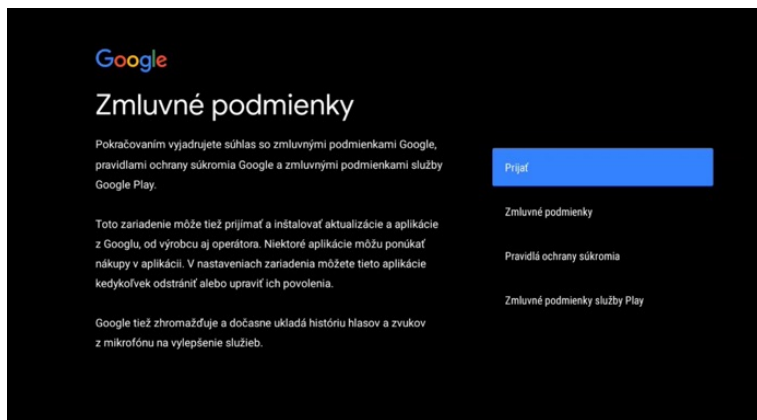 Google
Zmluvné podmienky
Pokračovaním vyjadrujete súhlas so zmluvnými podmienkami Google,
pravidlami ochrany súkromia Google a zmluvnými podmienkami služby
Google Play.
Toto zariadenie môže tiež prijímať a inštalovať aktualizácie a aplikácie
z Googlu, od výrobcu aj operátora. Niektoré aplikácie môžu ponúkať
nákupy v aplikácii. V nastaveniach zariadenia môžete tieto aplikácie
kedykoľvek odstrániť alebo upraviť ich povolenia.
Google tiež zhromažďuje a dočasne ukladá históriu hlasov a zvukov
z mikrofónu na vylepšenie služieb.
Prijať
Zmluvné podmienky
Pravidlá ochrany súkromia
Zmluvné podmienky služby Play